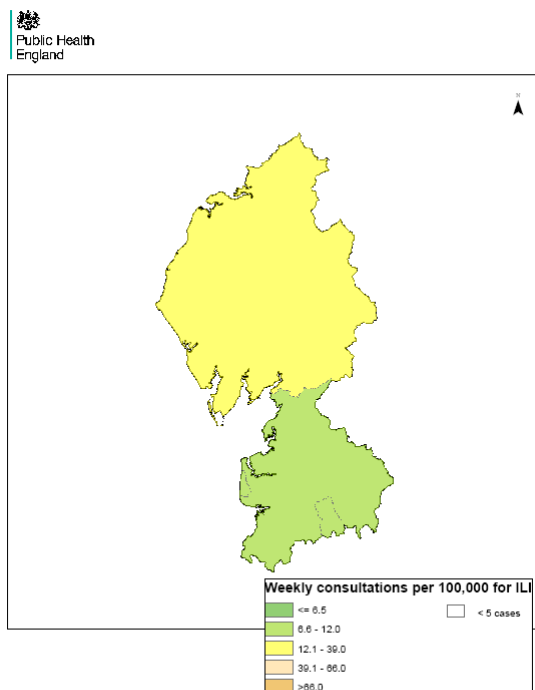 Public Health
England
N
Weekly consultations per 100,000 for ILI
<= 6.5
6.6 - 12.0
12.1 - 39.0
39.1 - 66.0
>66.0
< 5 cases